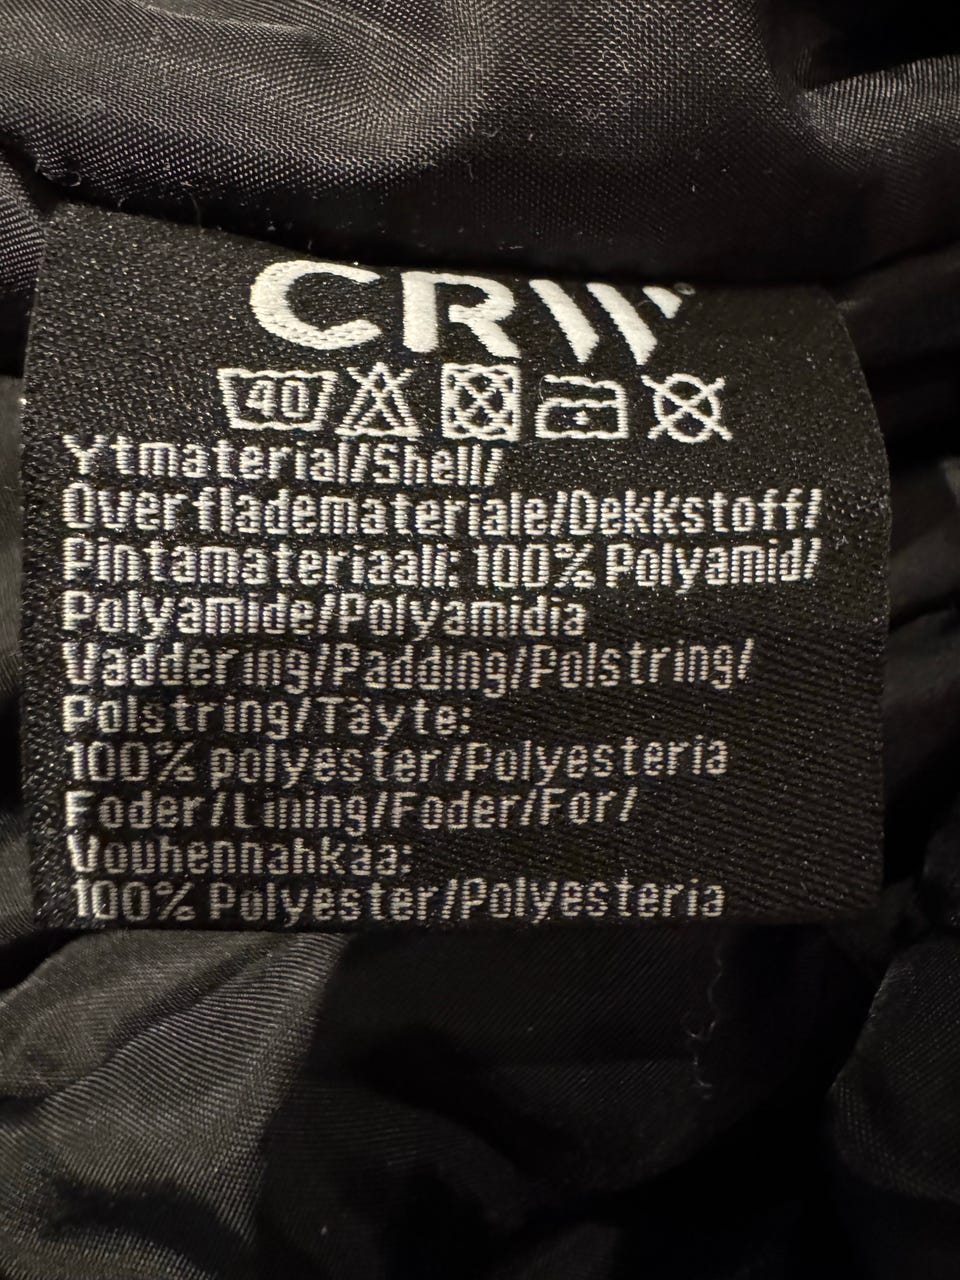 CRW
40
Ytmaterial/Shell/
Overflademateriale/Dekkstoff/
Pintamateriaali: 100% Polyamid/
Polyamide/Polyamidia
Vaddering/Padding/Polstring/
Polstring/Täyte:
100% polyester/Polyesteria
Foder/Lining/Foder/For/
Vouhennahkaa:
100% Polyester/Polyesteria